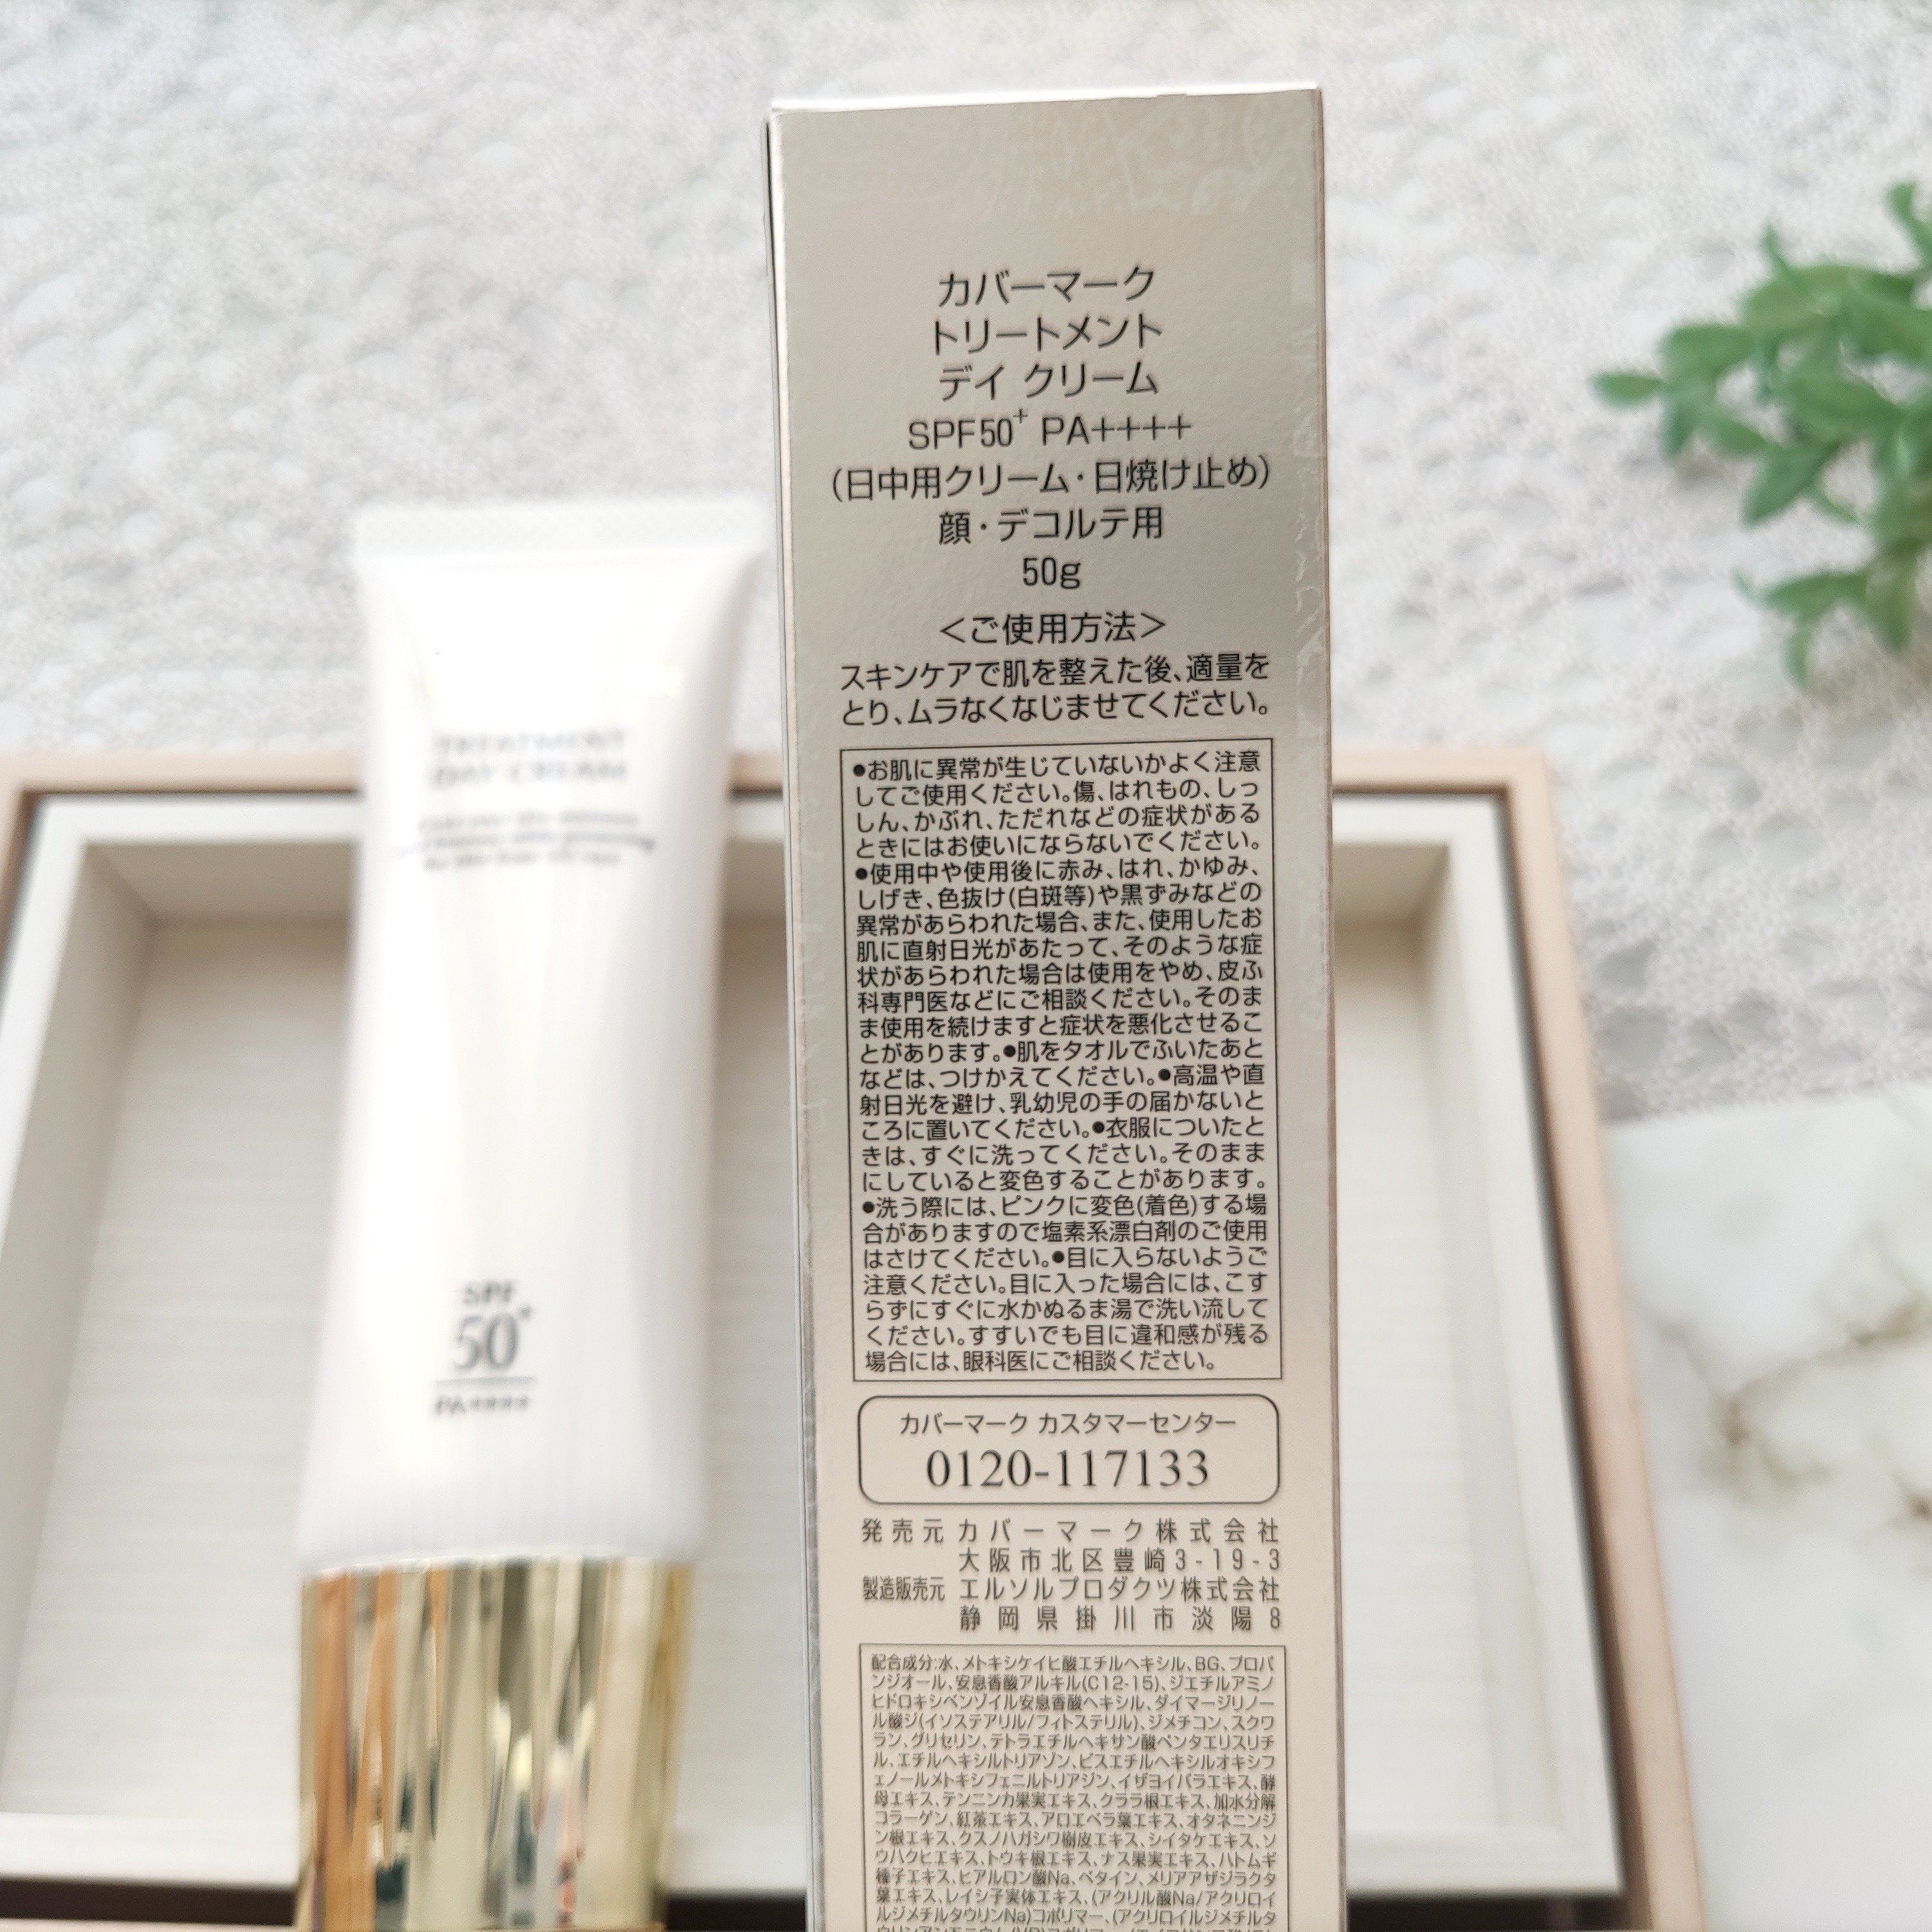 カバーマーク
トリートメント
デイ クリーム
SPF50+ PA++++
(日中用クリーム・日焼け止め)
顔・デコルテ用
50g
<ご使用方法>
スキンケアで肌を整えた後、適量を
とり、ムラなくなじませてください。
●お肌に異常が生じていないかよく注意
してご使用ください。傷、はれもの、しっ
しん、かぶれ、ただれなどの症状がある
ときにはお使いにならないでください。
●使用中や使用後に赤み、はれ、かゆみ、
しげき、色抜け(白斑等)や黒ずみなどの
異常があらわれた場合、また、使用したお
肌に直射日光があたって、そのような症
状があらわれた場合は使用をやめ、皮ふ
科専門医などにご相談ください。そのま
ま使用を続けますと症状を悪化させるこ
とがあります。●肌をタオルでふいたあと
などは、つけかえてください。●高温や直
射日光を避け、乳幼児の手の届かないと
ころに置いてください。●衣服についたと
きは、すぐに洗ってください。そのまま
にしていると変色することがあります。
●洗う際には、ピンクに変色(着色)する場
合がありますので塩素系漂白剤のご使用
はさけてください。●目に入らないようご
注意ください。目に入った場合には、こす
らずにすぐに水かぬるま湯で洗い流して
ください。すすいでも目に違和感が残る
場合には、眼科医にご相談ください。
カバーマーク カスタマーセンター
0120-117133
発売元 カバーマーク株式会社
大阪市北区豊崎3-19-3
製造販売元 エルソルプロダクツ株式会社
静岡県掛川市淡陽8
配合成分:水、メトキシケイヒ酸エチルヘキシル、BG、プロパ
ンジオール、安息香酸アルキル(C12-15)、ジエチルアミノ
ヒドロキシベンゾイル安息香酸ヘキシル、ダイマージリノー
ル酸ジ(イソステアリル/フィトステリル)、ジメチコン、スクワ
ラン、グリセリン、テトラエチルヘキサン酸ペンタエリスリチ
ル、エチルヘキシルトリアゾン、ビスエチルヘキシルオキシフ
ェノールメトキシフェニルトリアジン、イザヨイバラエキス、酵
母エキス、テンニンカ果実エキス、クララ根エキス、加水分解
コラーゲン、紅茶エキス、アロエベラ葉エキス、オタネニンジ
ン根エキス、クスノハガシワ樹皮エキス、シイタケエキス、ソ
ウハクヒエキス、トウキ根エキス、ナス果実エキス、ハトムギ
種子エキス、ヒアルロン酸Na、ベタイン、メリアアザジラクタ
葉エキス、レイシ子実体エキス、(アクリル酸Na/アクリロイ
ルジメチルタウリンNa)コポリマー、(アクリロイルジメチルタ
TREATMENT
DAY CREAM
SPF
50+
PA++++